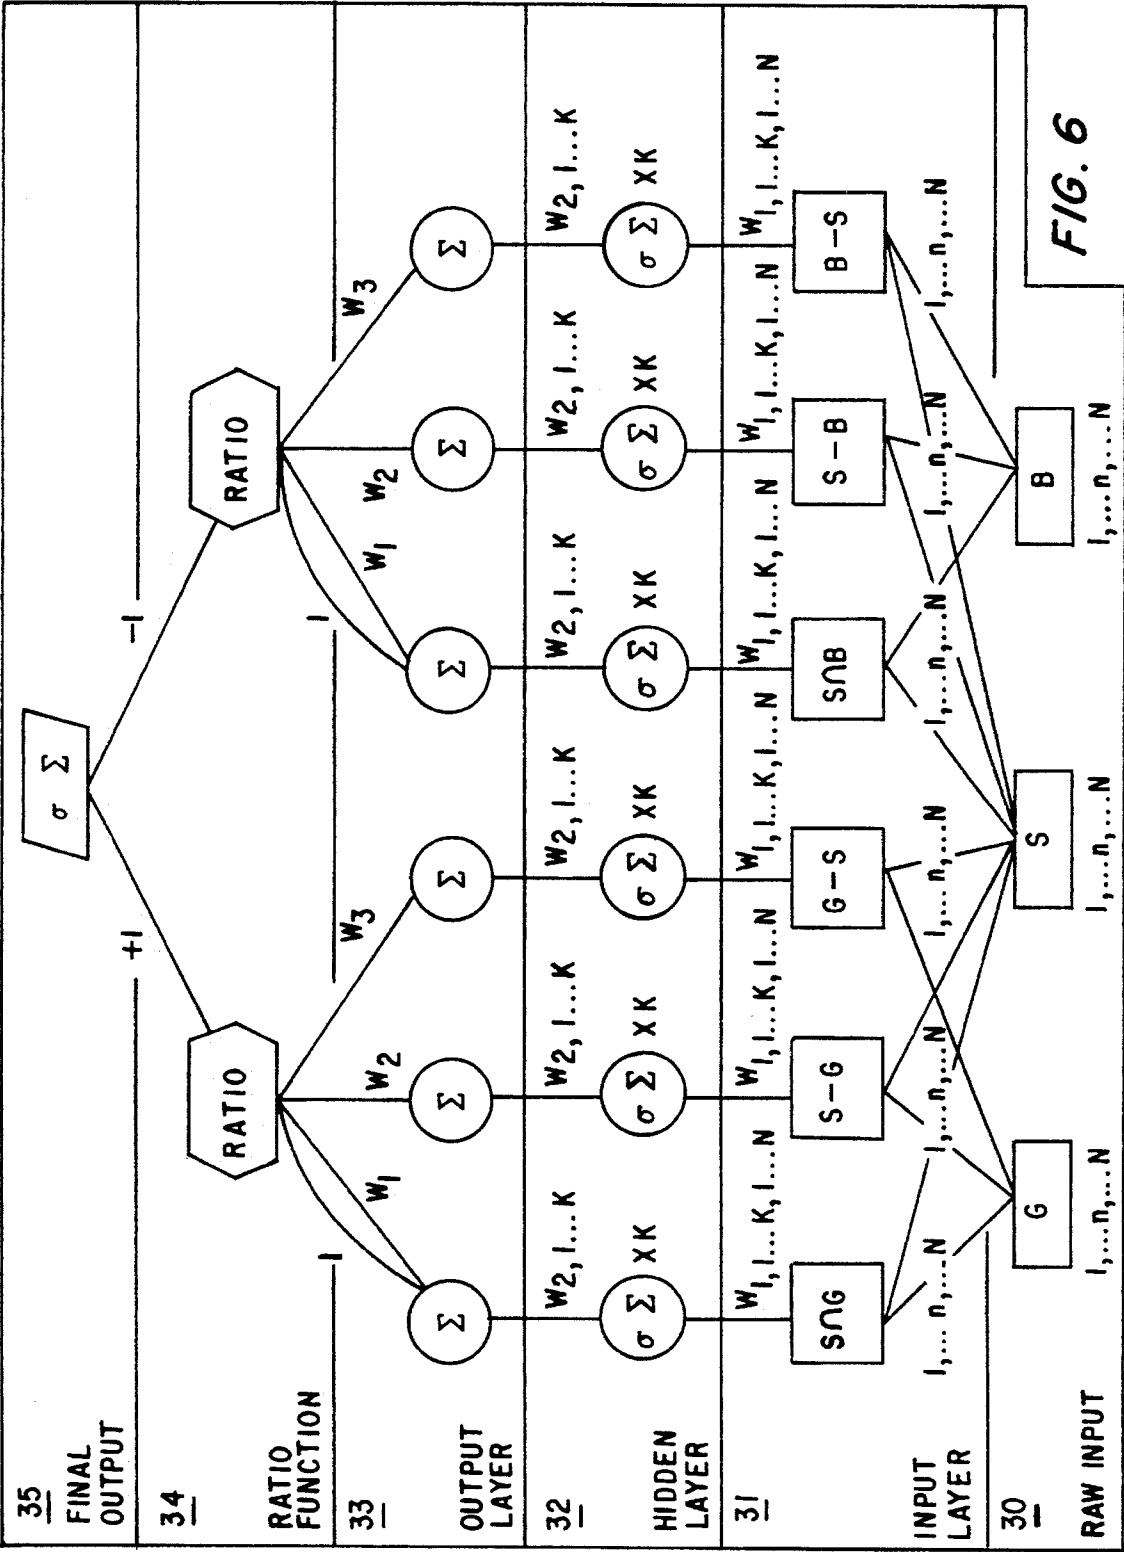 35
FINAL
OUTPUT
σ Σ
+1
−1
34
RATIO
FUNCTION
RATIO
RATIO
1
W1
W2
W3
1
W1
W2
W3
33
OUTPUT
LAYER
Σ
Σ
Σ
Σ
Σ
Σ
32
HIDDEN
LAYER
W2, 1...K
W2, 1...K
W2, 1...K
W2, 1...K
W2, 1...K
W2, 1...K
σ Σ XK
σ Σ XK
σ Σ XK
σ Σ XK
σ Σ XK
σ Σ XK
31
INPUT
LAYER
W1, 1...K, 1...N
W1, 1...K, 1...N
W1, 1...K, 1...N
W1, 1...K, 1...N
W1, 1...K, 1...N
W1, 1...K, 1...N
S∩G
S−G
G−S
S∩B
S−B
B−S
1,...n,...N
1,...n,...N
1,...n,...N
1,...n,...N
1,...n,...N
1,...n,...N
30
RAW INPUT
G
S
B
1,...n,...N
1,...n,...N
1,...n,...N
FIG. 6